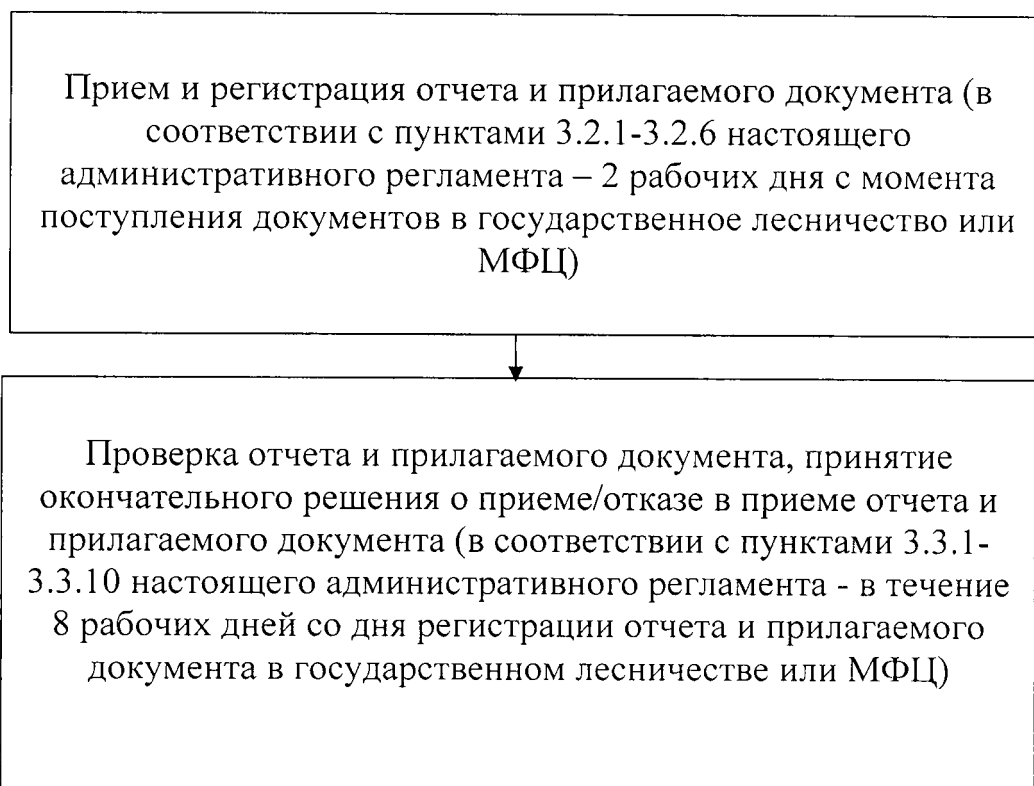 Прием и регистрация отчета и прилагаемого документа (в
соответствии с пунктами 3.2.1-3.2.6 настоящего
административного регламента – 2 рабочих дня с момента
поступления документов в государственное лесничество или
МФЦ)
Проверка отчета и прилагаемого документа, принятие
окончательного решения о приеме/отказе в приеме отчета и
прилагаемого документа (в соответствии с пунктами 3.3.1-
3.3.10 настоящего административного регламента - в течение
8 рабочих дней со дня регистрации отчета и прилагаемого
документа в государственном лесничестве или МФЦ)